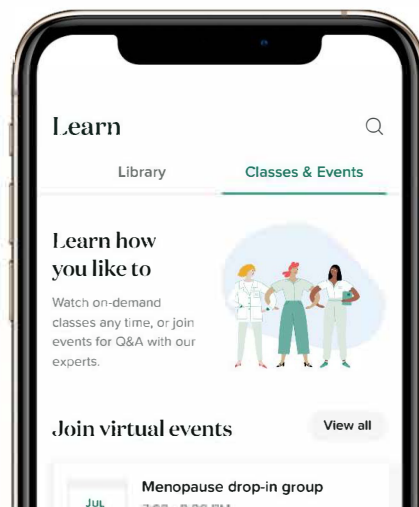 Learn
Library
Classes & Events
Learn how
you like to
Watch on-demand
classes any time, or join
events for Q&A with our
experts.
Join virtual events
View all
Menopause drop-in group
JUL
PM